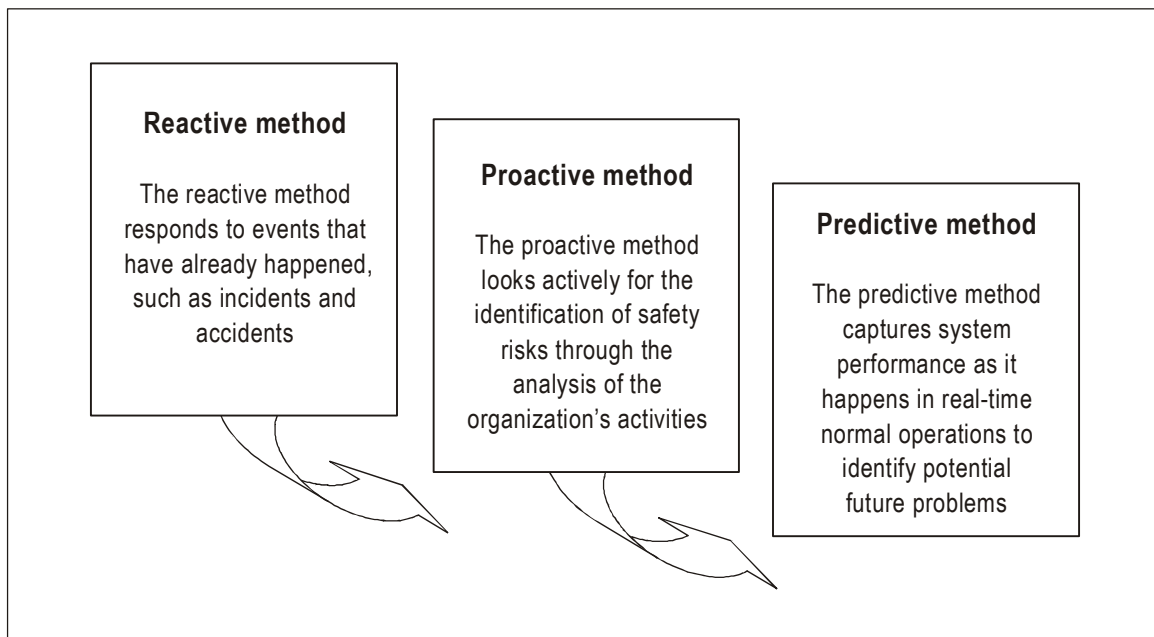 Reactive method
The reactive method
responds to events that
have already happened,
such as incidents and
accidents
Proactive method
The proactive method
looks actively for the
identification of safety
risks through the
analysis of the
organization’s activities
Predictive method
The predictive method
captures system
performance as it
happens in real-time
normal operations to
identify potential
future problems